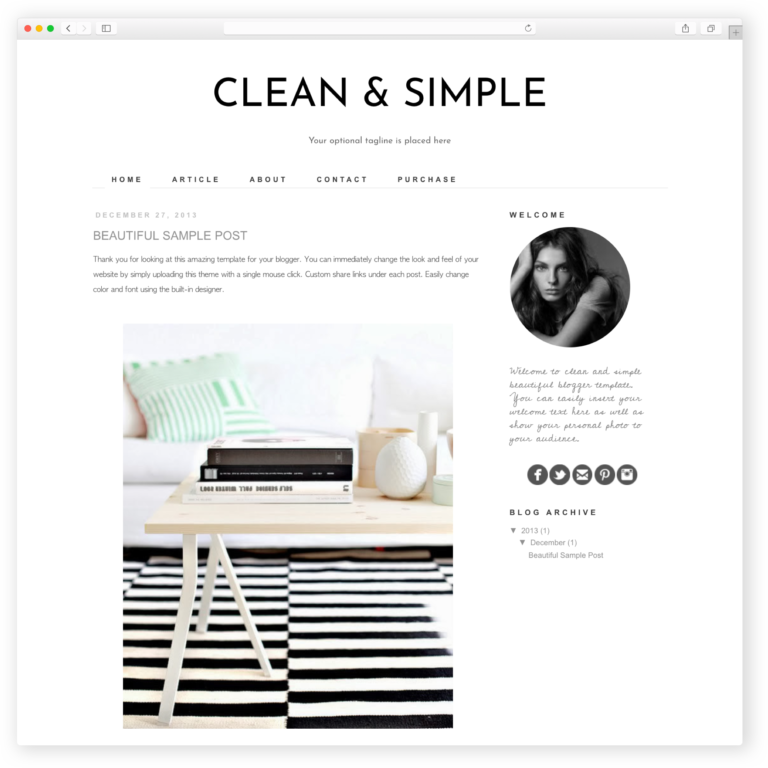 CLEAN & SIMPLE
Your optional tagline is placed here
HOME ARTICLE ABOUT CONTACT PURCHASE
DECEMBER 27, 2013
BEAUTIFUL SAMPLE POST
Thank you for looking at this amazing template for your blogger. You can immediately change the look and feel of your
website by simply uploading this theme with a single mouse click. Custom share links under each post. Easily change
color and font using the built-in designer.
WELCOME
Welcome to clean and simple
beautiful blogger template.
You can easily insert your
welcome text here as well as
show your personal photo to
your audience.
BLOG ARCHIVE
▼ 2013 (1)
▼ December (1)
Beautiful Sample Post